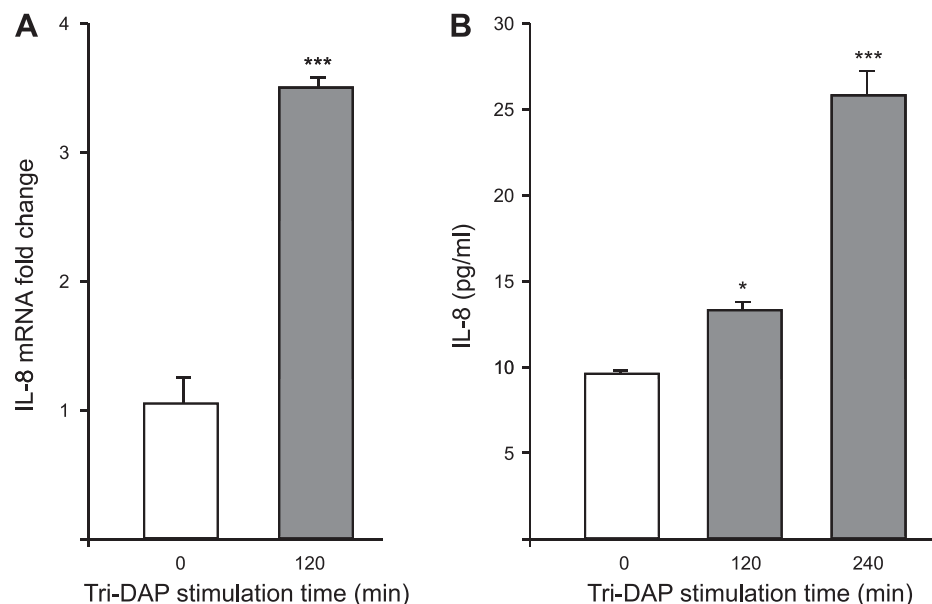 A
IL-8 mRNA fold change
4
3
2
1
***
0 120
Tri-DAP stimulation time (min)
B
IL-8 (pg/ml)
30
25
20
15
10
5
*
***
0 120 240
Tri-DAP stimulation time (min)